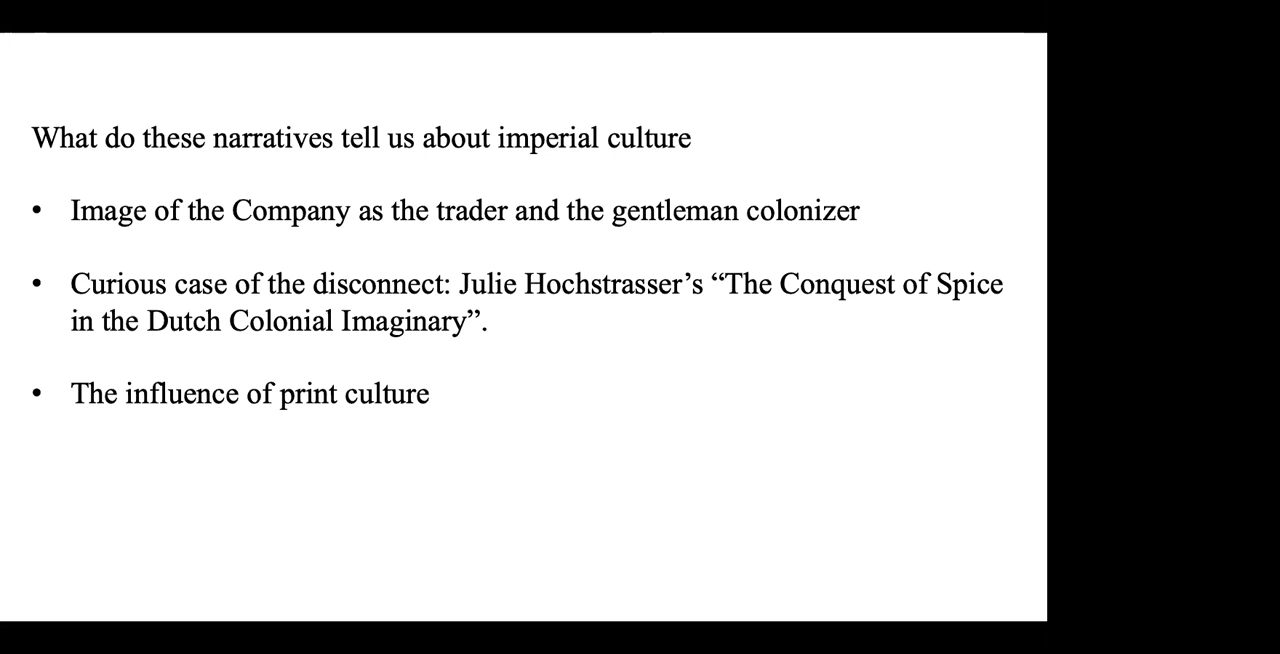 What do these narratives tell us about imperial culture
• Image of the Company as the trader and the gentleman colonizer
• Curious case of the disconnect: Julie Hochstrasser’s “The Conquest of Spice
in the Dutch Colonial Imaginary”.
• The influence of print culture